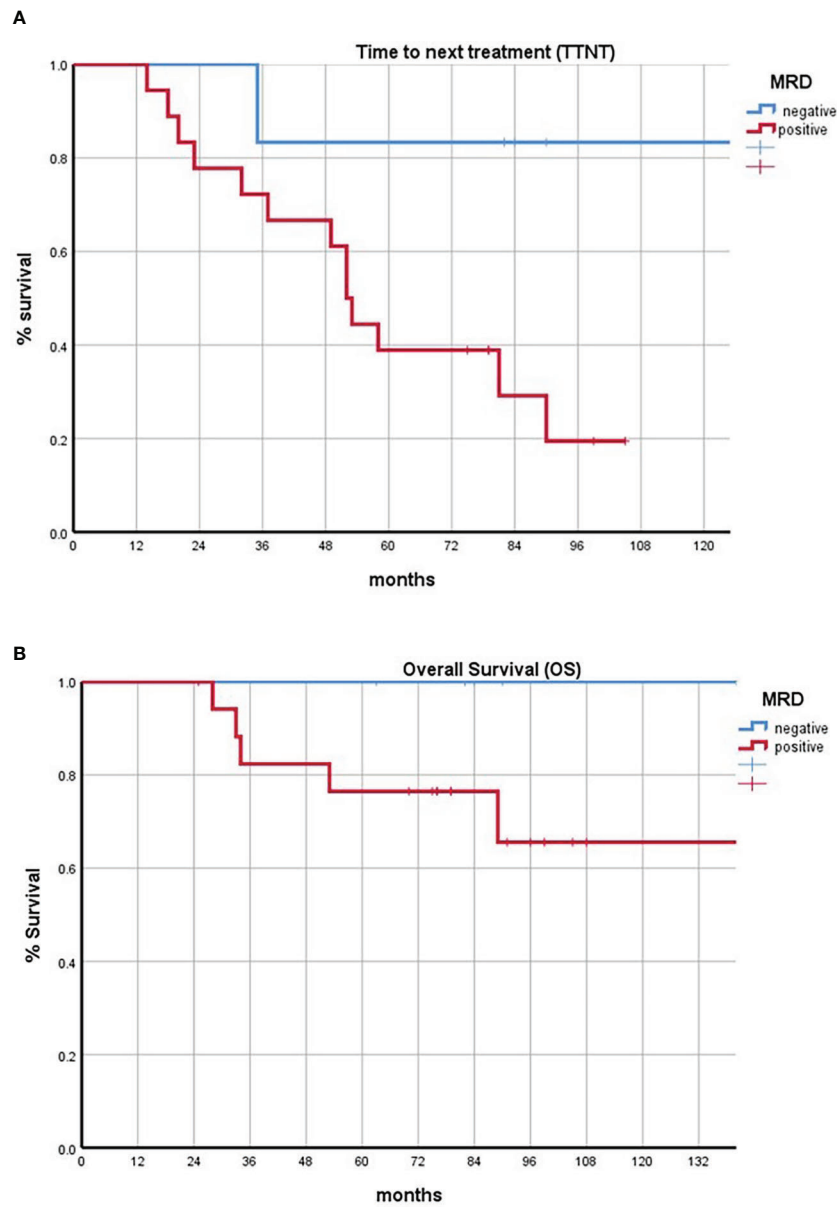 A
Time to next treatment (TTNT)
MRD
negative
positive
1.0
0.8
0.6
0.4
0.2
0.0
% survival
0 12 24 36 48 60 72 84 96 108 120
months
B
Overall Survival (OS)
MRD
negative
positive
1.0
0.8
0.6
0.4
0.2
0.0
% Survival
0 12 24 36 48 60 72 84 96 108 120 132
months